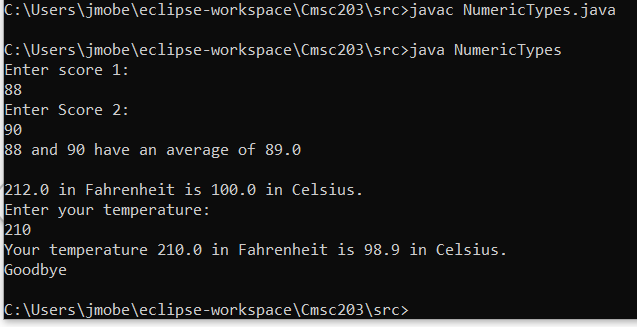 C:\Users\jmobe\eclipse-workspace\Cmsc203\src>javac NumericTypes.java
C:\Users\jmobe\eclipse-workspace\Cmsc203\src>java NumericTypes
Enter score 1:
88
Enter Score 2:
90
88 and 90 have an average of 89.0
212.0 in Fahrenheit is 100.0 in Celsius.
Enter your temperature:
210
Your temperature 210.0 in Fahrenheit is 98.9 in Celsius.
Goodbye
C:\Users\jmobe\eclipse-workspace\Cmsc203\src>